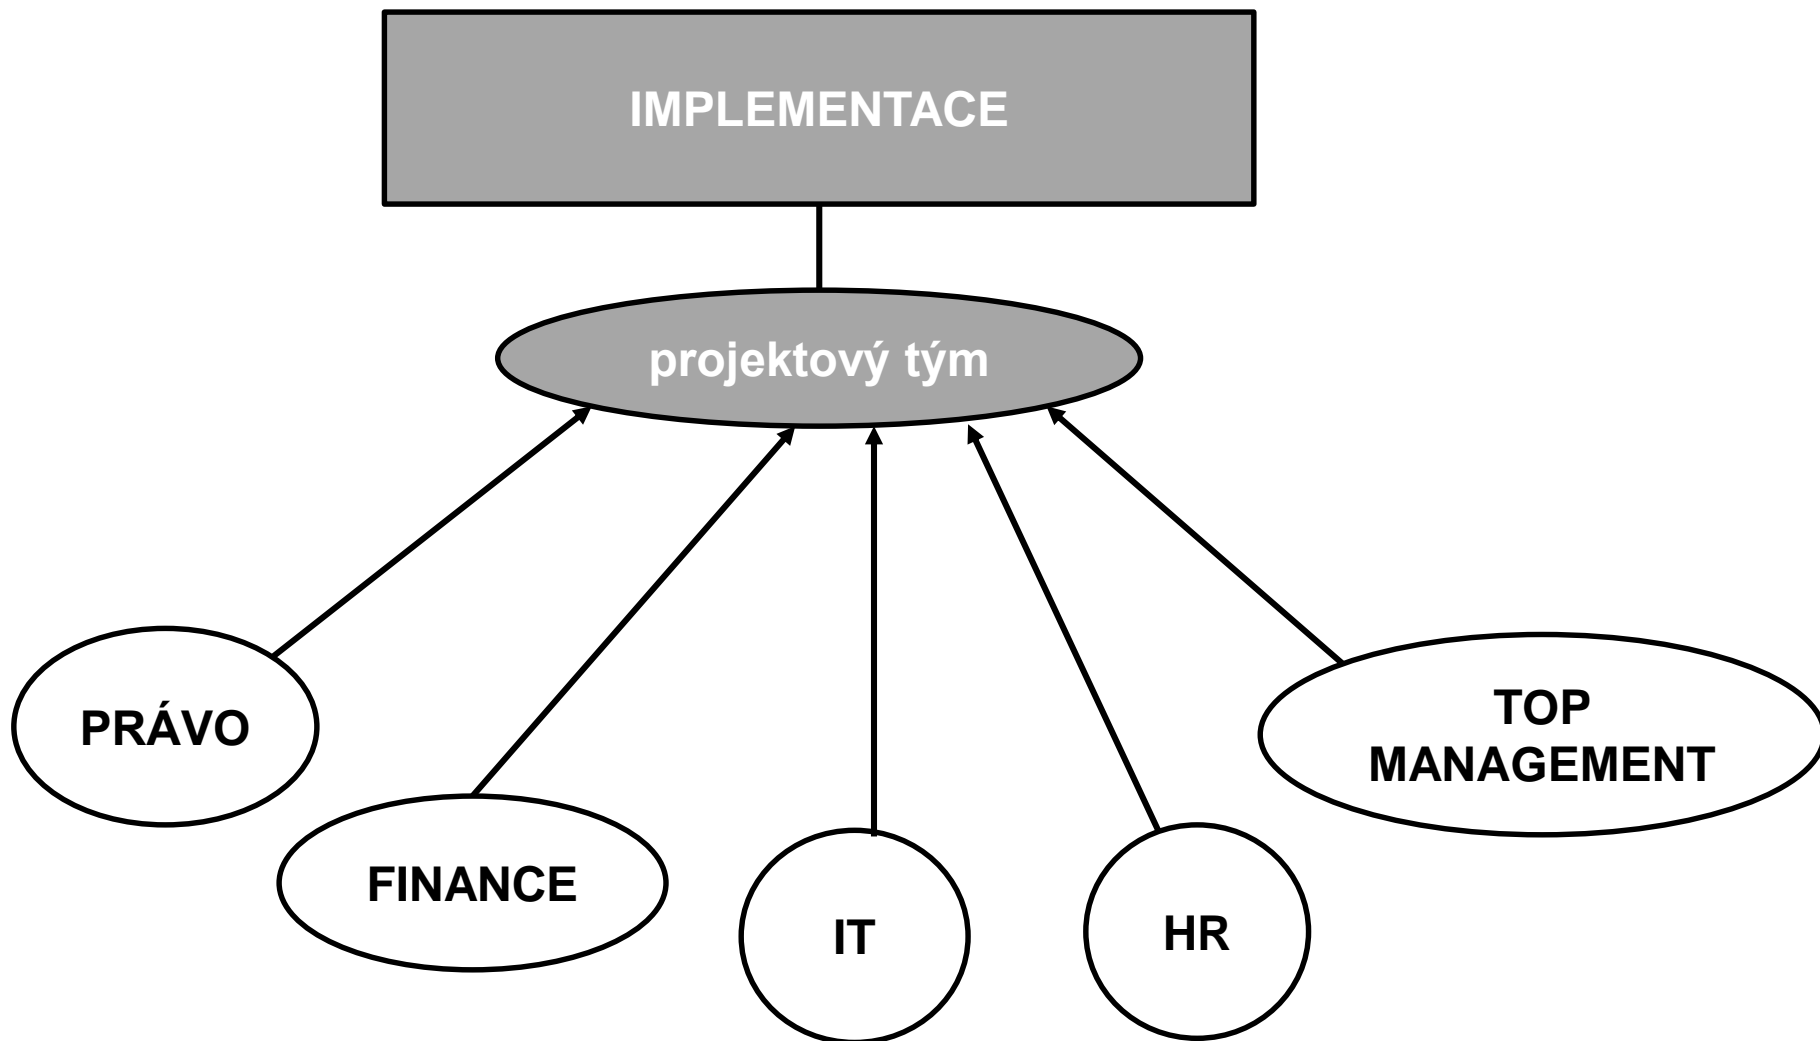 IMPLEMENTACE
projektový tým
PRÁVO
FINANCE
IT
HR
TOP
MANAGEMENT